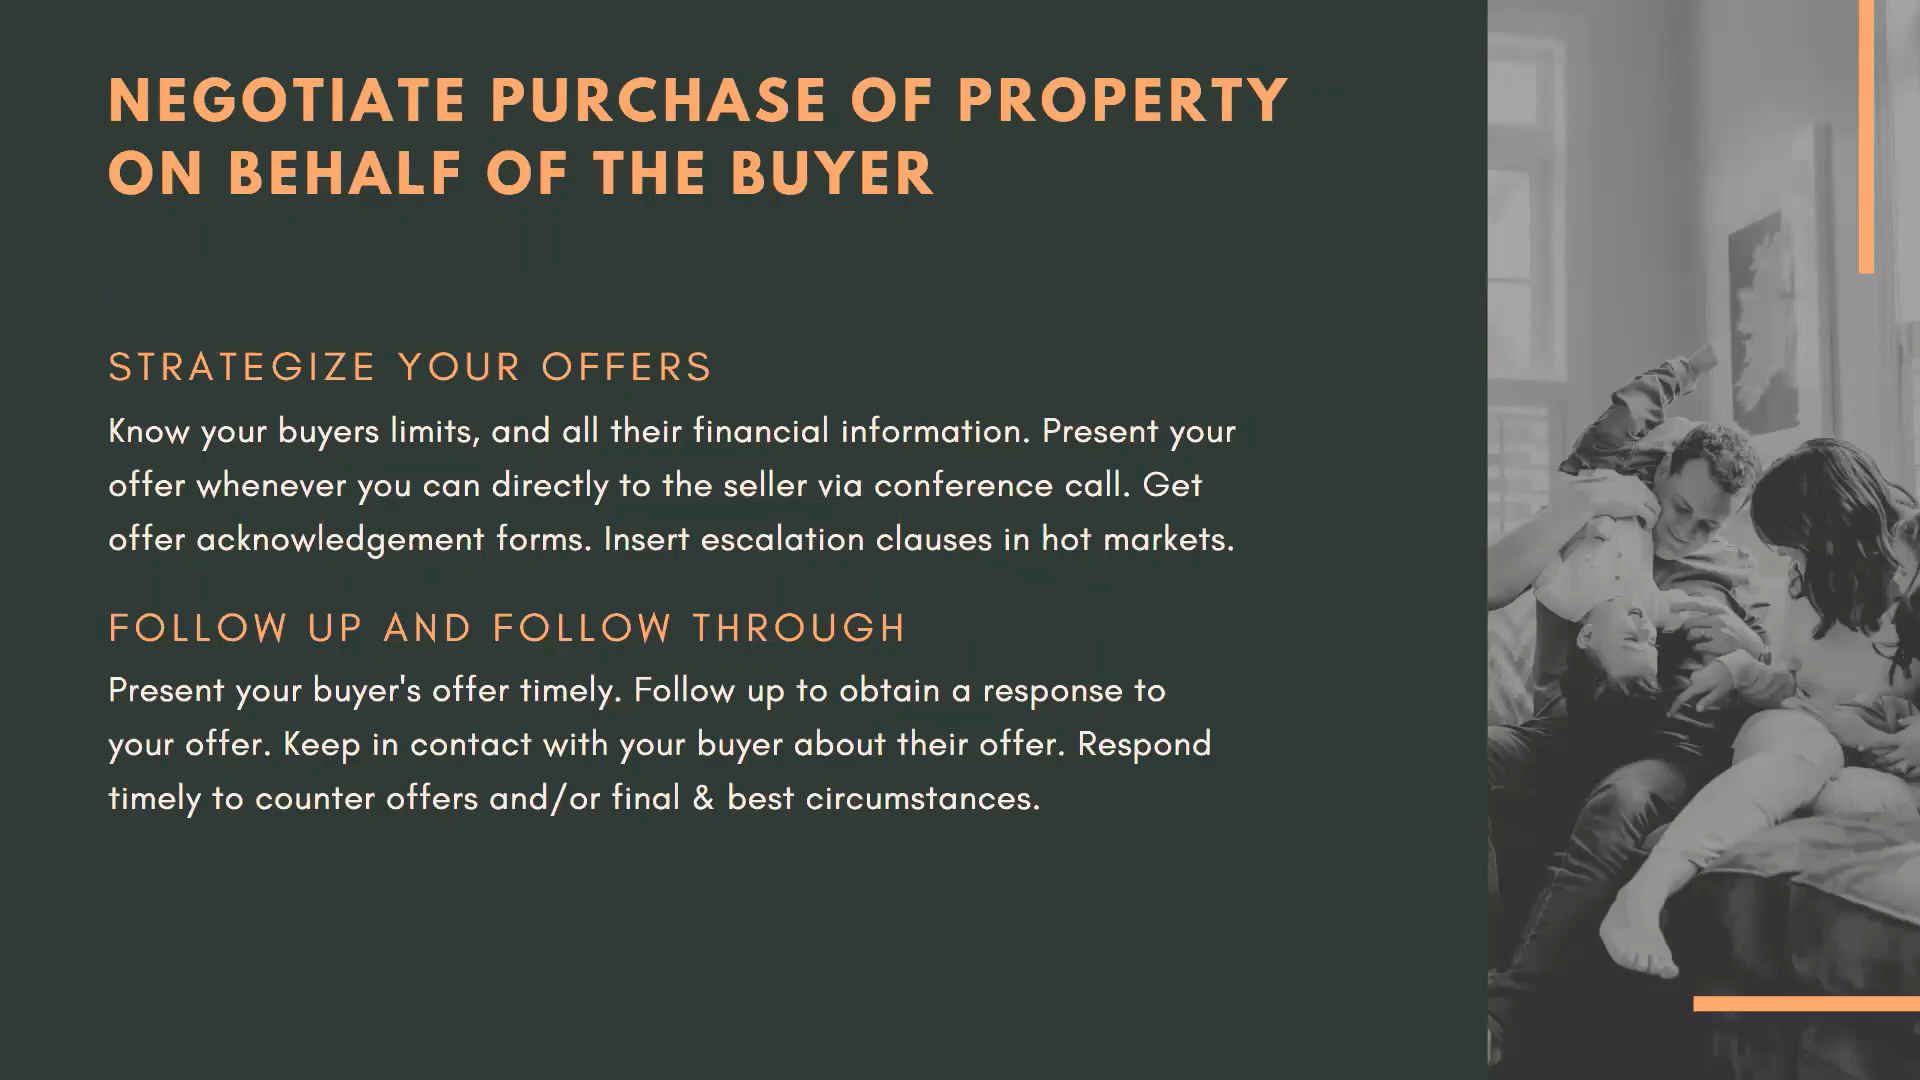 NEGOTIATE PURCHASE OF PROPERTY
ON BEHALF OF THE BUYER
STRATEGIZE YOUR OFFERS
Know your buyers limits, and all their financial information. Present your
offer whenever you can directly to the seller via conference call. Get
offer acknowledgement forms. Insert escalation clauses in hot markets.
FOLLOW UP AND FOLLOW THROUGH
Present your buyer's offer timely. Follow up to obtain a response to
your offer. Keep in contact with your buyer about their offer. Respond
timely to counter offers and/or final & best circumstances.